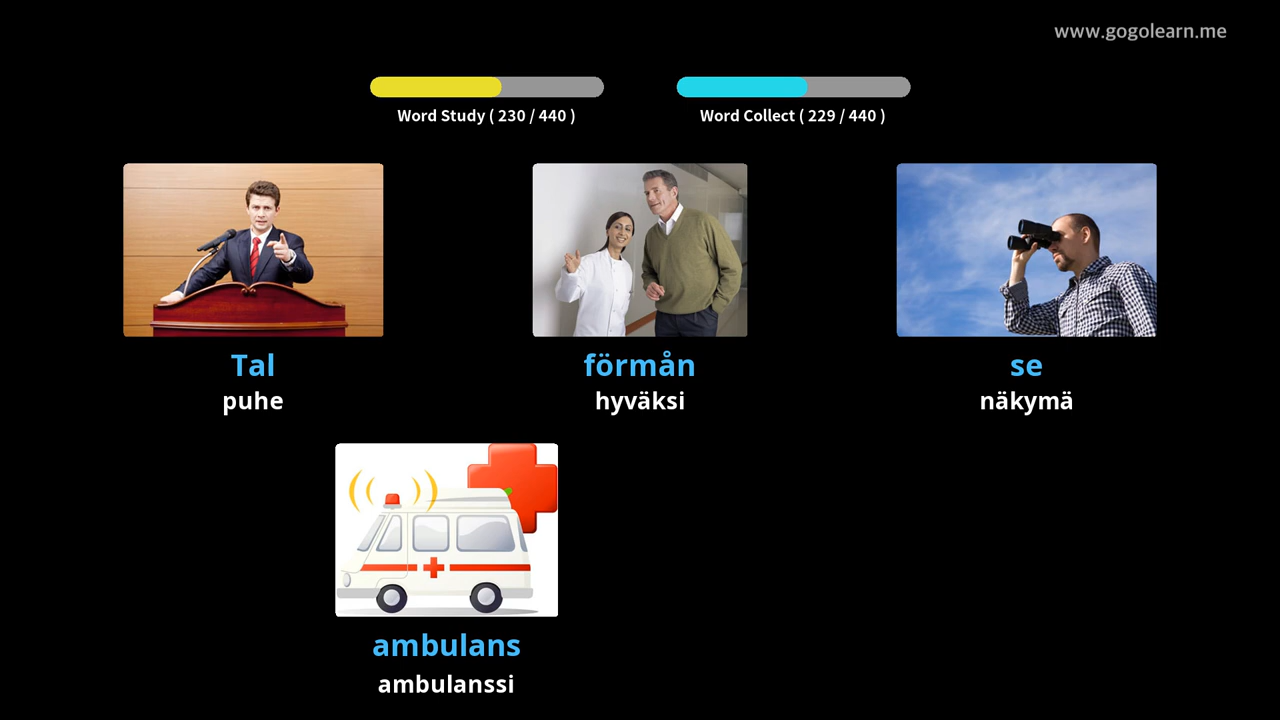 www.gogolearn.me
Word Study ( 230 / 440 )
Word Collect ( 229 / 440 )
Tal
puhe
förmån
hyväksi
se
näkymä
ambulans
ambulanssi